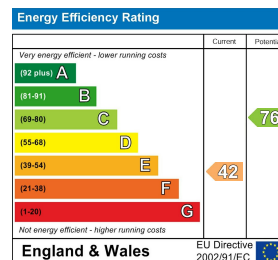 Energy Efficiency Rating
Current Potential
Very energy efficient - lower running costs
(92 plus) A
(81-91) B
(69-80) C
76
(55-68) D
(39-54) E
42
(21-38) F
(1-20) G
Not energy efficient - higher running costs
England & Wales
EU Directive
2002/91/EC